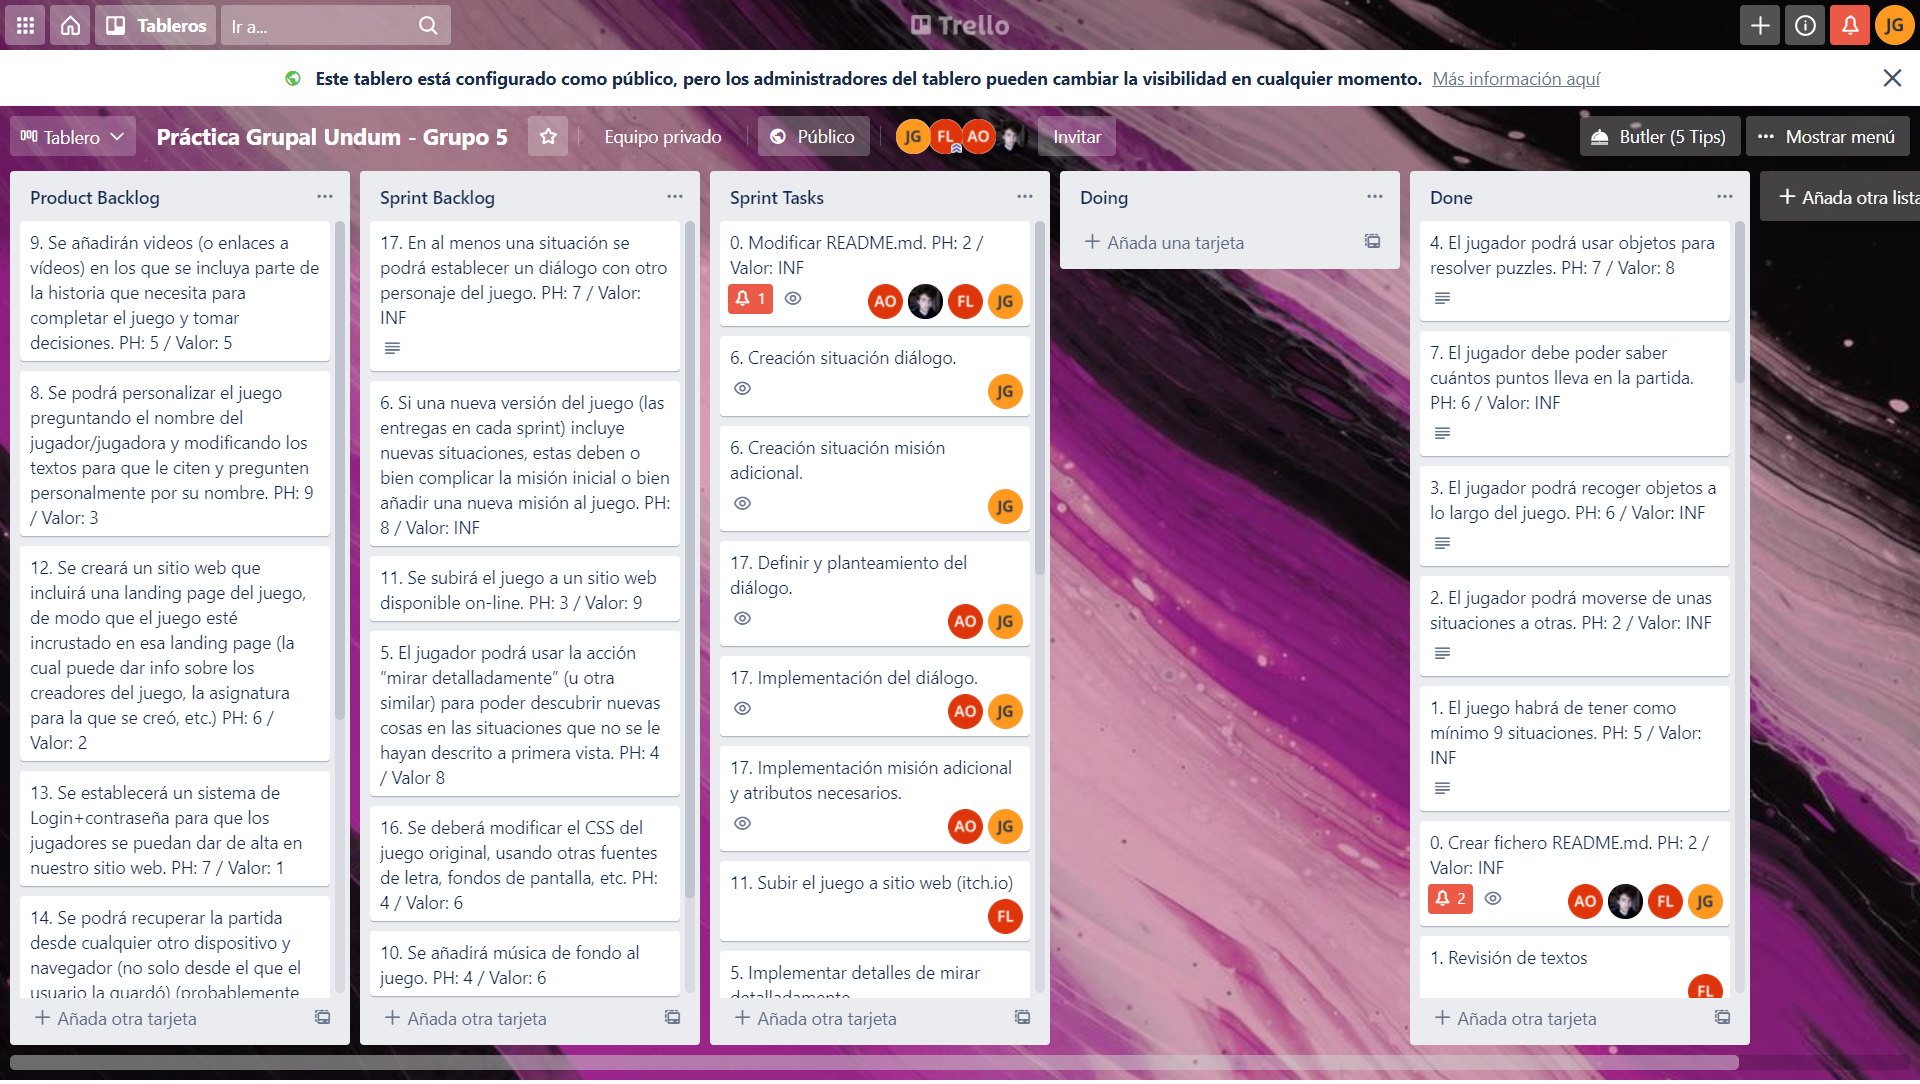 Tableros
Ir a...
Trello
JG
Este tablero está configurado como público, pero los administradores del tablero pueden cambiar la visibilidad en cualquier momento. Más información aquí
Tablero
Práctica Grupal Undum - Grupo 5
Equipo privado
Público
JG
FL
AO
Invitar
Butler (5 Tips)
Mostrar menú
Product Backlog
9. Se añadirán videos (o enlaces a
vídeos) en los que se incluya parte de
la historia que necesita para
completar el juego y tomar
decisiones. PH: 5 / Valor: 5
8. Se podrá personalizar el juego
preguntando el nombre del
jugador/jugadora y modificando los
textos para que le citen y pregunten
personalmente por su nombre. PH: 9
/ Valor: 3
12. Se creará un sitio web que
incluirá una landing page del juego,
de modo que el juego esté
incrustado en esa landing page (la
cual puede dar info sobre los
creadores del juego, la asignatura
para la que se creó, etc.) PH: 6 /
Valor: 2
13. Se establecerá un sistema de
Login+contraseña para que los
jugadores se puedan dar de alta en
nuestro sitio web. PH: 7 / Valor: 1
14. Se podrá recuperar la partida
desde cualquier otro dispositivo y
navegador (no solo desde el que el
usuario la guardó) (probablemente
Añada otra tarjeta
Sprint Backlog
17. En al menos una situación se
podrá establecer un diálogo con otro
personaje del juego. PH: 7 / Valor:
INF
6. Si una nueva versión del juego (las
entregas en cada sprint) incluye
nuevas situaciones, estas deben o
bien complicar la misión inicial o bien
añadir una nueva misión al juego. PH:
8 / Valor: INF
11. Se subirá el juego a un sitio web
disponible on-line. PH: 3 / Valor: 9
5. El jugador podrá usar la acción
“mirar detalladamente” (u otra
similar) para poder descubrir nuevas
cosas en las situaciones que no se le
hayan descrito a primera vista. PH: 4
/ Valor 8
16. Se deberá modificar el CSS del
juego original, usando otras fuentes
de letra, fondos de pantalla, etc. PH:
4 / Valor: 6
10. Se añadirá música de fondo al
juego. PH: 4 / Valor: 6
Añada otra tarjeta
Sprint Tasks
0. Modificar README.md. PH: 2 /
Valor: INF
1
AO
FL
JG
6. Creación situación diálogo.
JG
6. Creación situación misión
adicional.
JG
17. Definir y planteamiento del
diálogo.
AO
JG
17. Implementación del diálogo.
AO
JG
17. Implementación misión adicional
y atributos necesarios.
AO
JG
11. Subir el juego a sitio web (itch.io)
FL
5. Implementar detalles de mirar
detalladamente
Añada otra tarjeta
Doing
Añada una tarjeta
Done
4. El jugador podrá usar objetos para
resolver puzzles. PH: 7 / Valor: 8
7. El jugador debe poder saber
cuántos puntos lleva en la partida.
PH: 6 / Valor: INF
3. El jugador podrá recoger objetos a
lo largo del juego. PH: 6 / Valor: INF
2. El jugador podrá moverse de unas
situaciones a otras. PH: 2 / Valor: INF
1. El juego habrá de tener como
mínimo 9 situaciones. PH: 5 / Valor:
INF
0. Crear fichero README.md. PH: 2 /
Valor: INF
2
AO
FL
JG
1. Revisión de textos
FL
Añada otra tarjeta
Añada otra lista